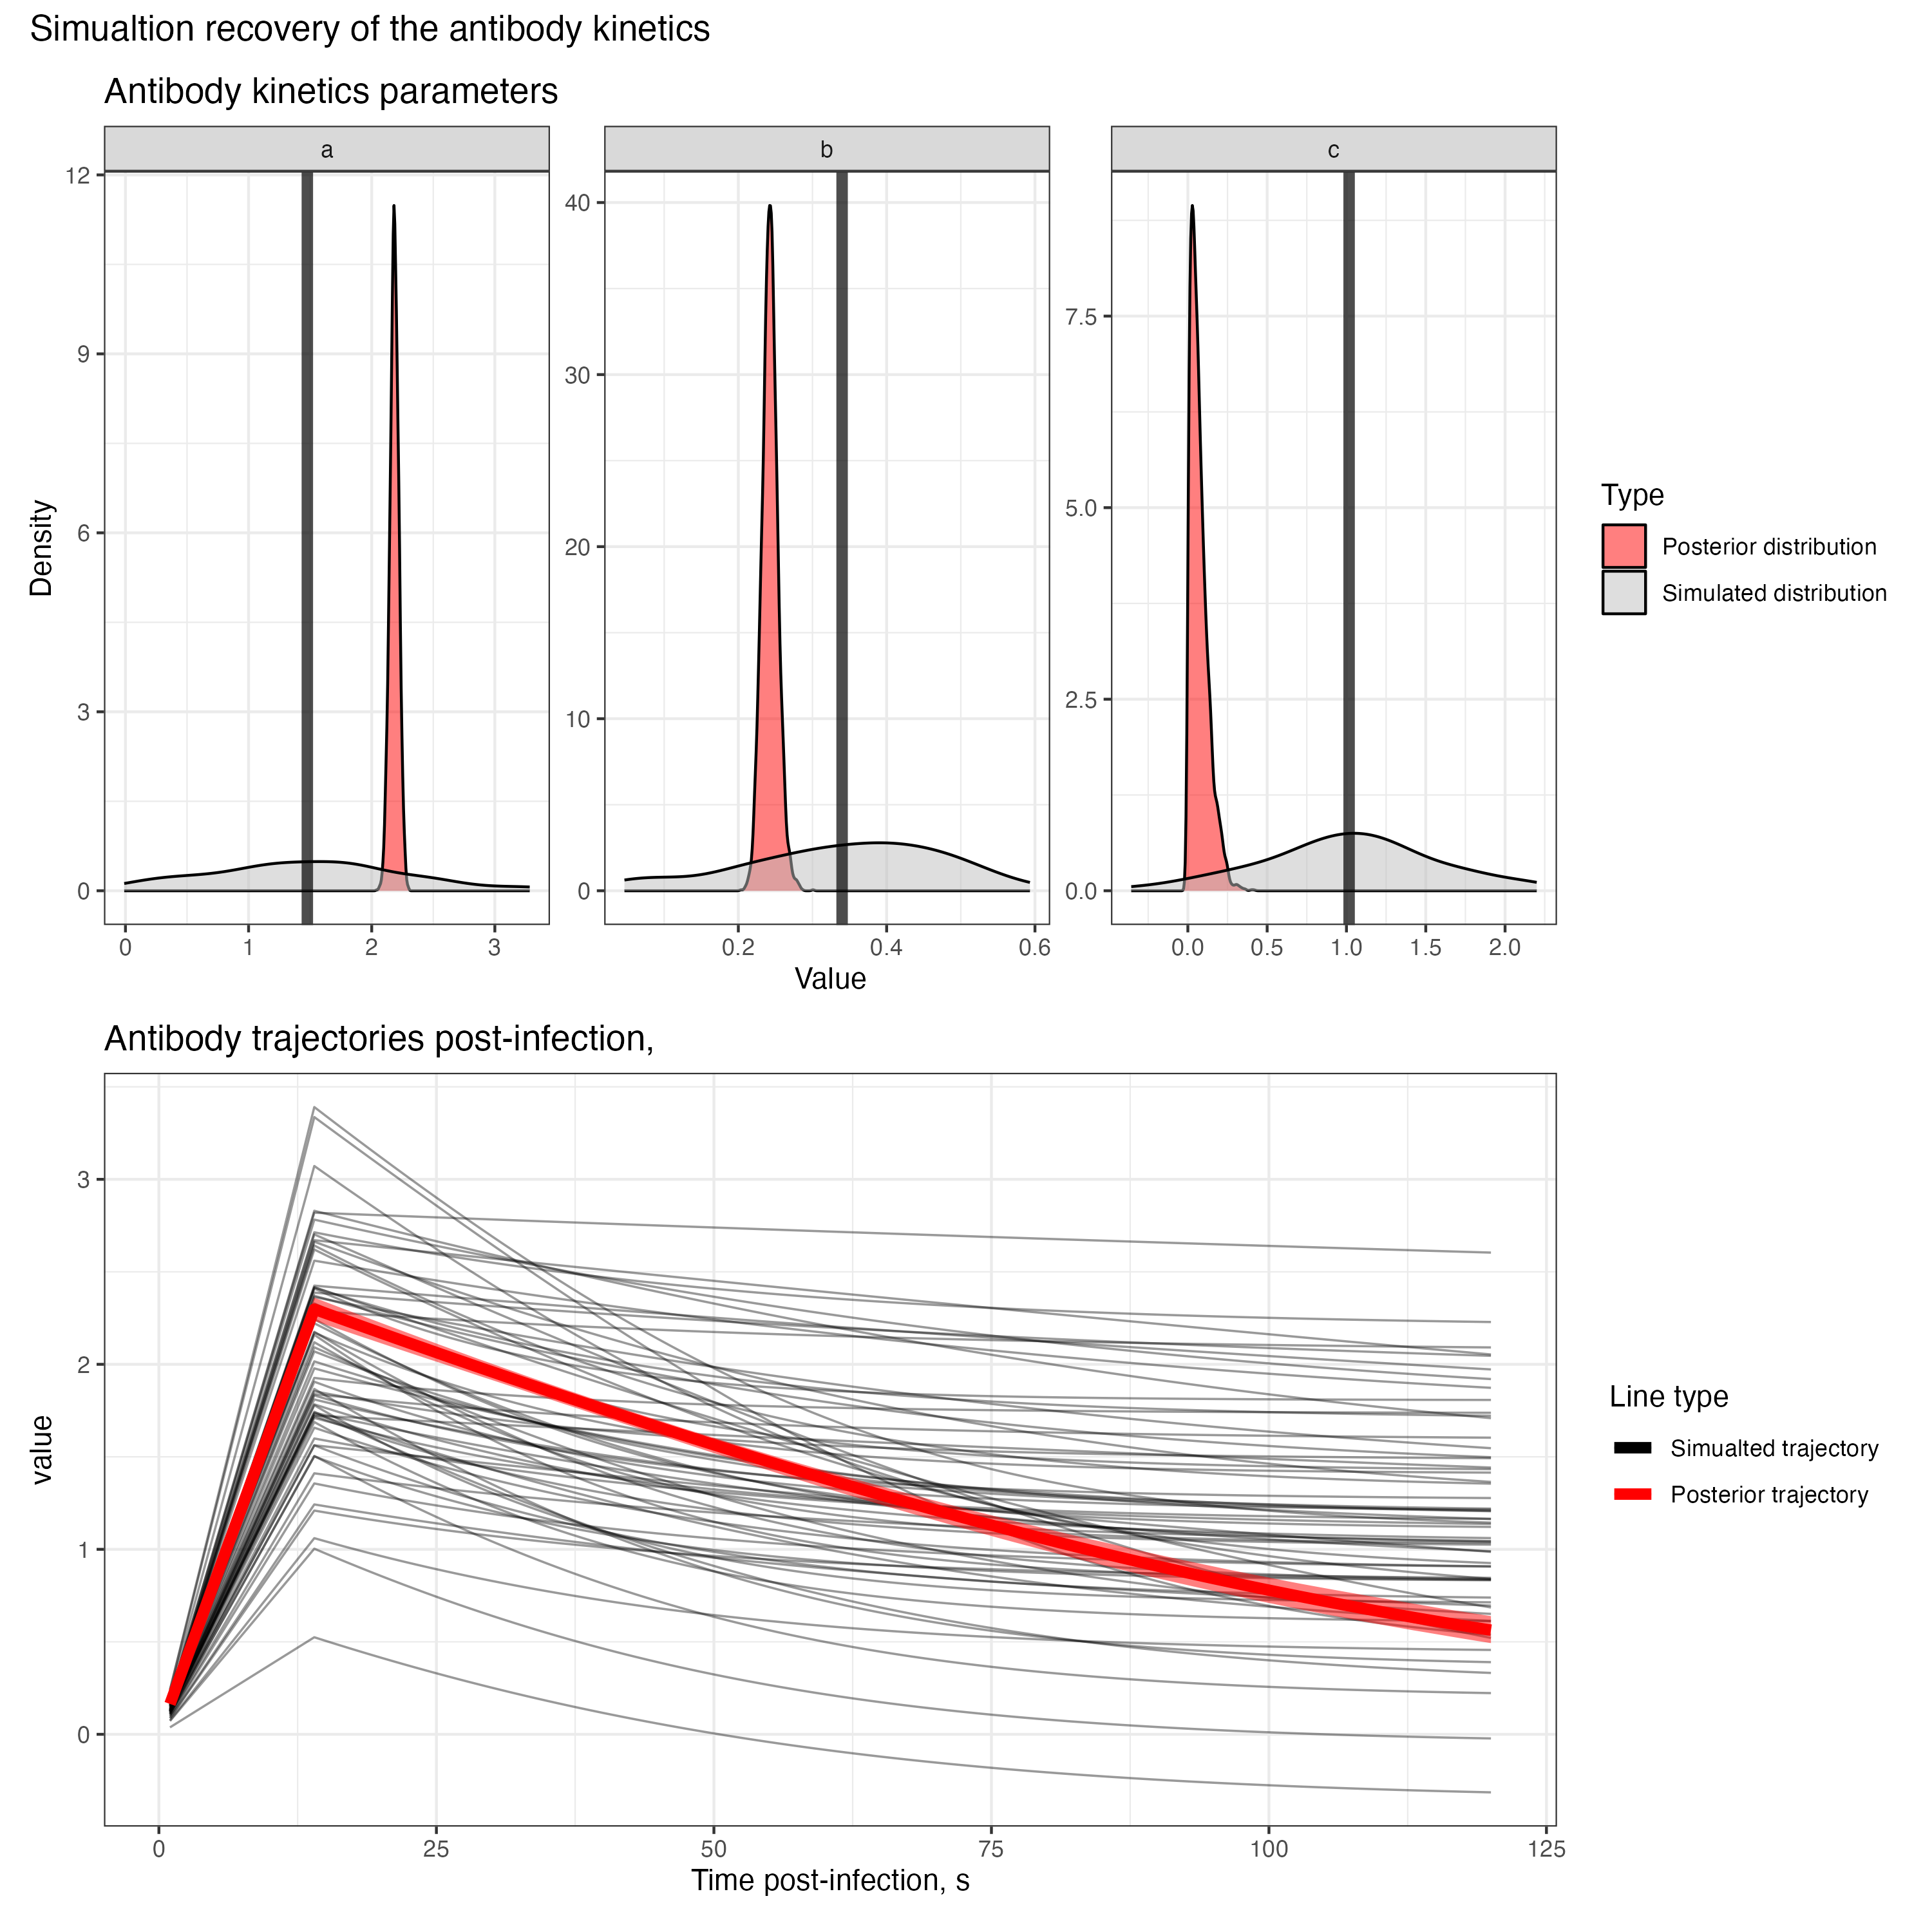 Simualtion recovery of the antibody kinetics
Antibody kinetics parameters
a
b
c
Density
12
9
6
3
0
40
30
20
10
0
7.5
5.0
2.5
0.0
0 1 2 3
0.2 0.4 0.6
0.0 0.5 1.0 1.5 2.0
Value
Type
Posterior distribution
Simulated distribution
Antibody trajectories post-infection,
value
3
2
1
0
0 25 50 75 100 125
Time post-infection, s
Line type
Simualted trajectory
Posterior trajectory